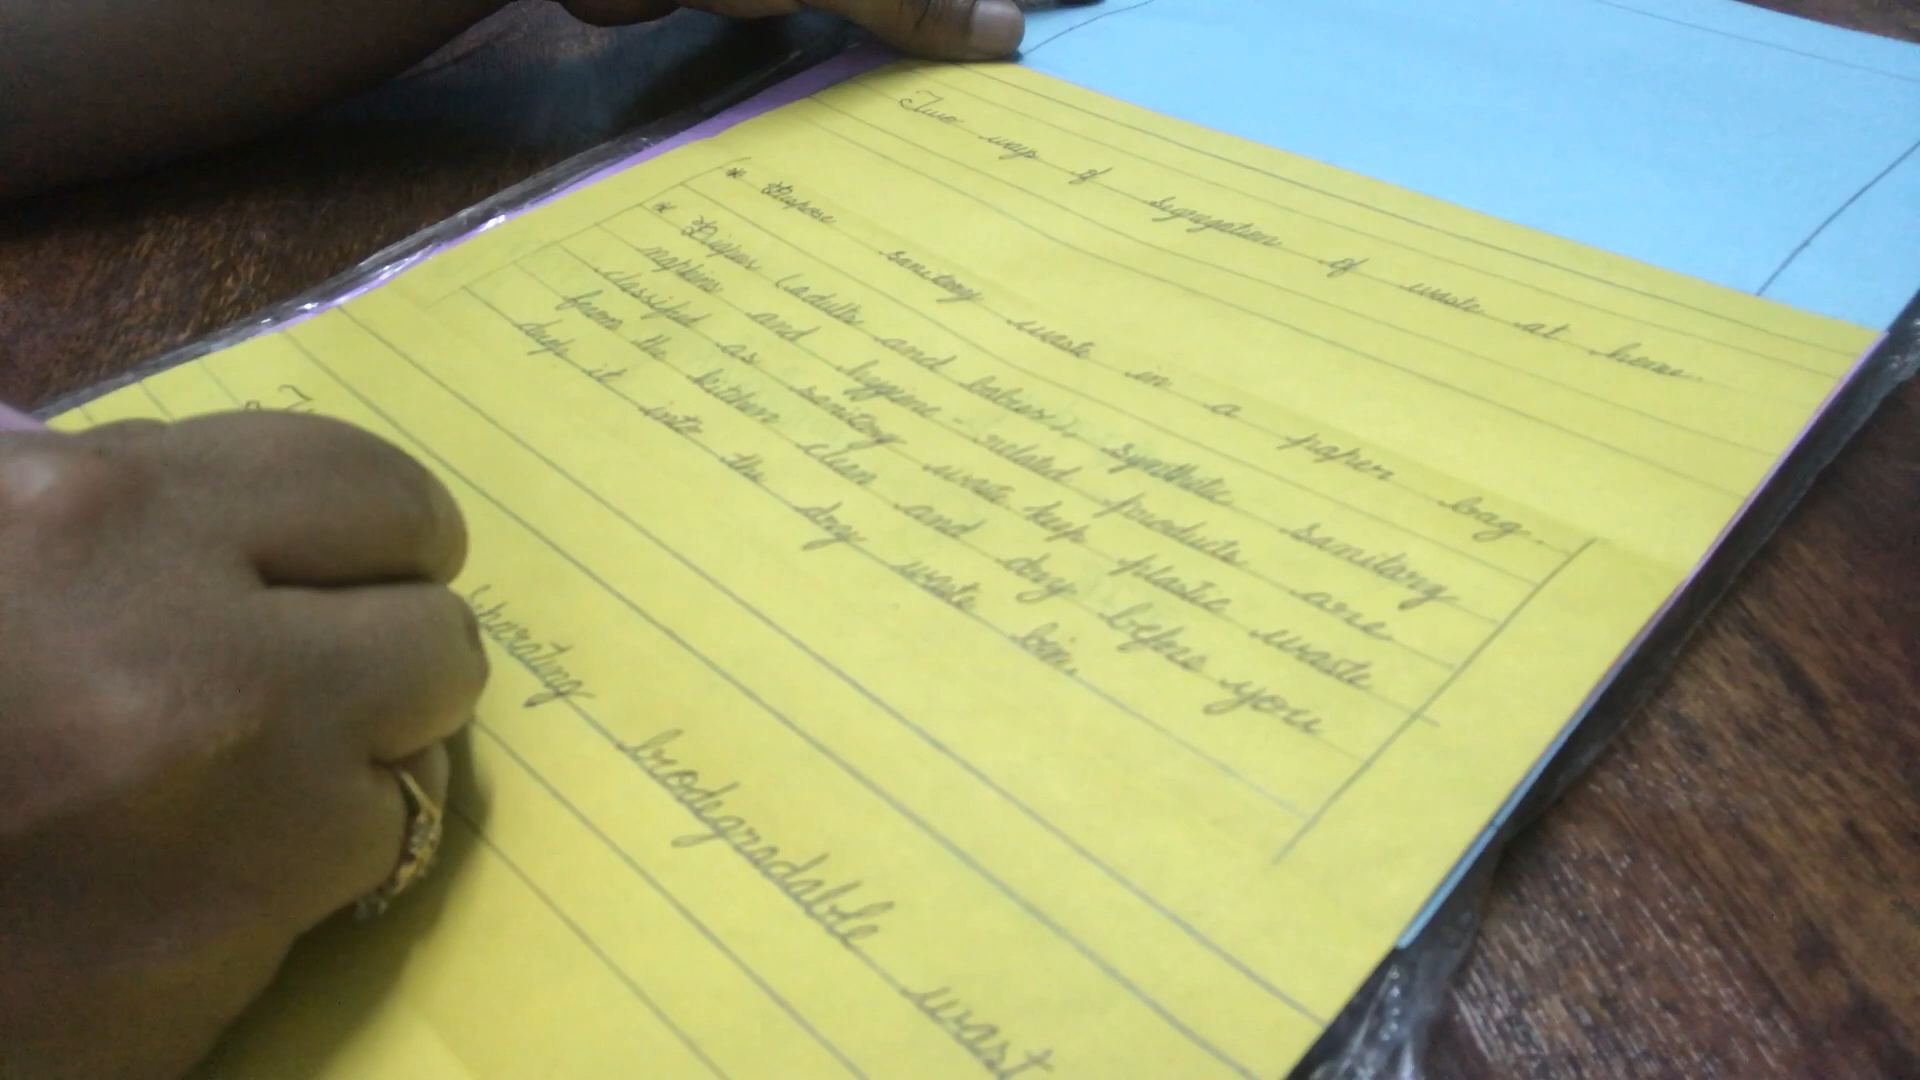 Two ways of segregation of waste at home.
* Dispose sanitary waste in a paper bag.
* Diapers (adults and babies), synthetic sanitary
napkins and hygiene-related products are
classified as sanitary waste keep plastic waste
from the kitchen clean and dry before you
drop it into the dry waste bin.
separating biodegradable wast